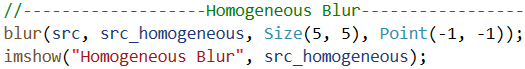 //-------------------Homogeneous Blur-----------------
blur(src, src_homogeneous, Size(5, 5), Point(-1, -1));
imshow("Homogeneous Blur", src_homogeneous);